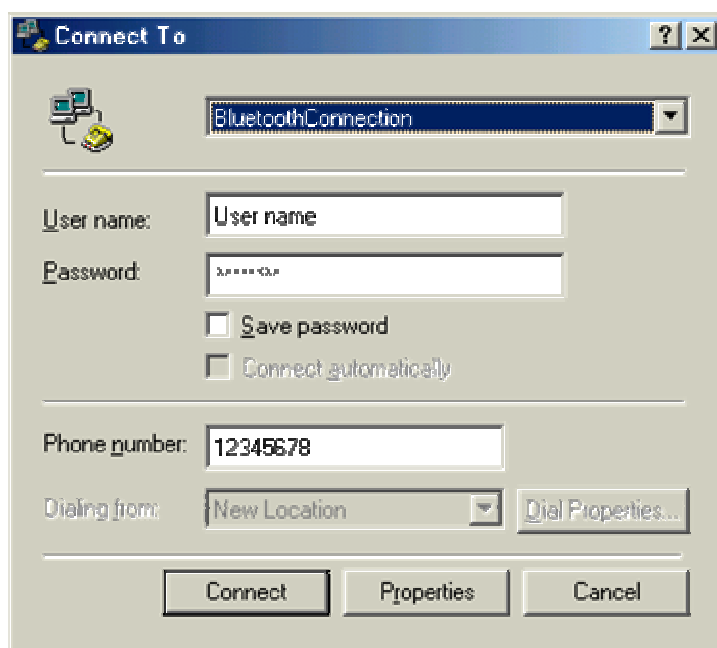 Connect To
BluetoothConnection
User name: User name
Password:
Save password
Connect automatically
Phone number: 12345678
Dialing from: New Location Dial Properties...
Connect Properties Cancel